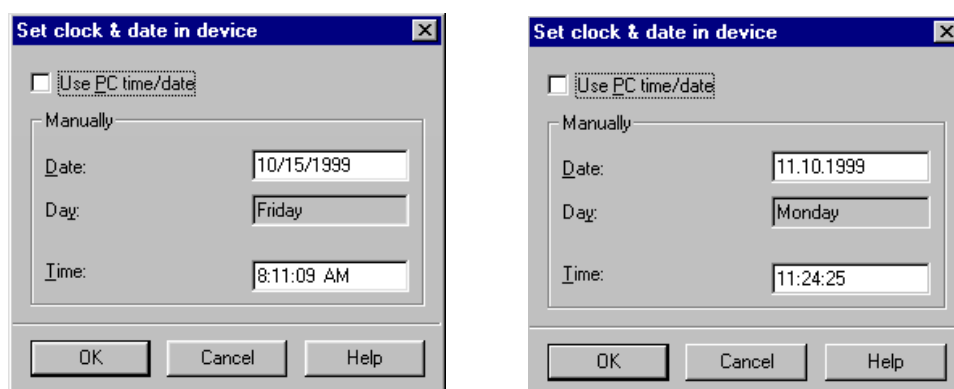 Set clock & date in device
Use PC time/date
Manually
Date: 10/15/1999
Day: Friday
Time: 8:11:09 AM
OK Cancel Help
Set clock & date in device
Use PC time/date
Manually
Date: 11.10.1999
Day: Monday
Time: 11:24:25
OK Cancel Help